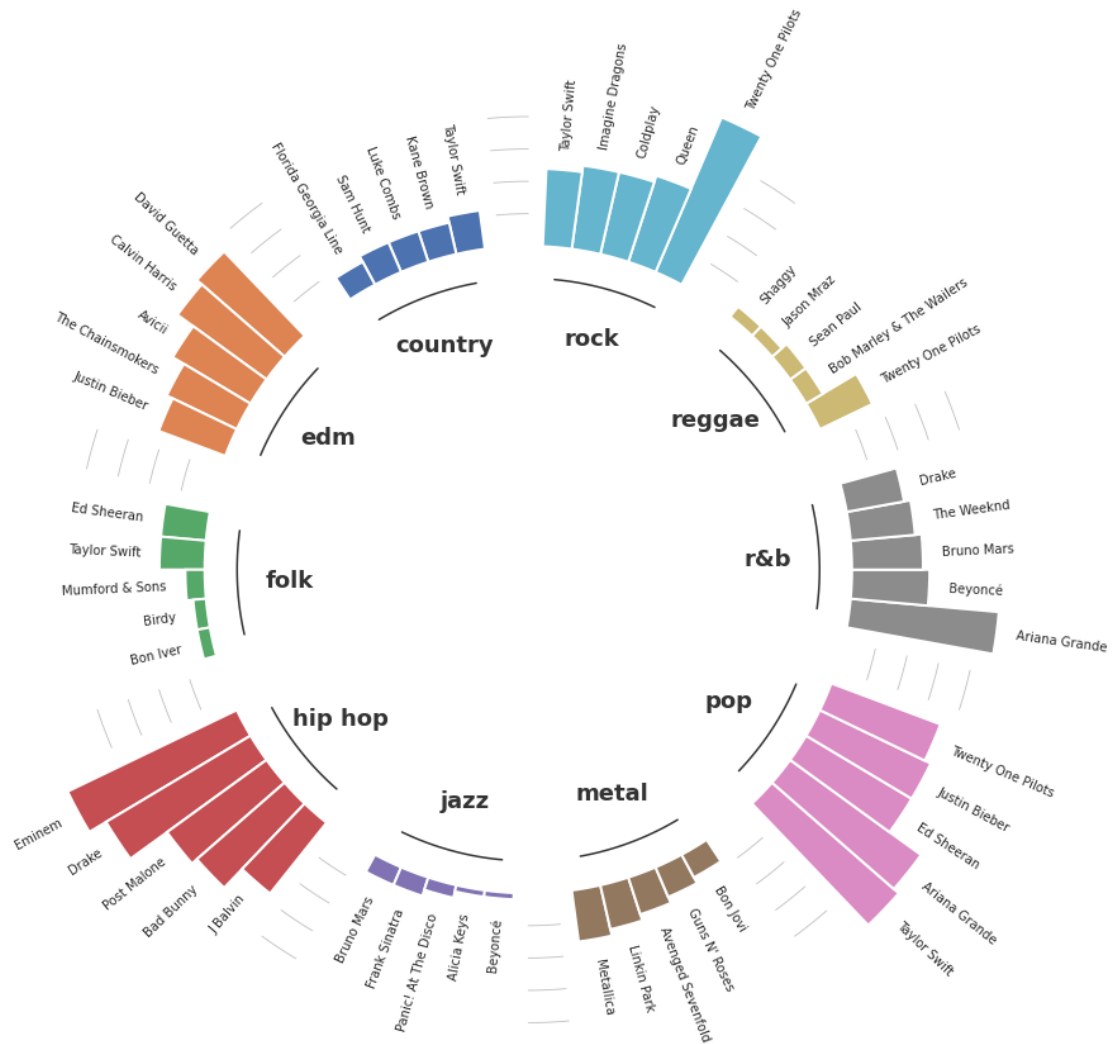 Taylor Swift
Imagine Dragons
Coldplay
Queen
Twenty One Pilots
rock
Shaggy
Jason Mraz
Sean Paul
Bob Marley & The Wailers
Twenty One Pilots
reggae
Drake
The Weeknd
Bruno Mars
Beyoncé
Ariana Grande
r&b
Twenty One Pilots
Justin Bieber
Ed Sheeran
Ariana Grande
Taylor Swift
pop
Bon Jovi
Guns N' Roses
Avenged Sevenfold
Linkin Park
Metallica
metal
Beyoncé
Alicia Keys
Panic! At The Disco
Frank Sinatra
Bruno Mars
jazz
J Balvin
Bad Bunny
Post Malone
Drake
Eminem
hip hop
Bon Iver
Birdy
Mumford & Sons
Taylor Swift
Ed Sheeran
folk
Justin Bieber
The Chainsmokers
Avicii
Calvin Harris
David Guetta
edm
Florida Georgia Line
Sam Hunt
Luke Combs
Kane Brown
Taylor Swift
country